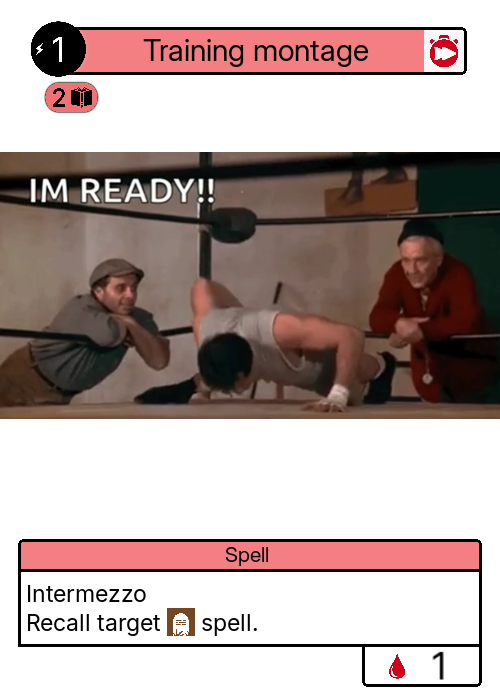 1
Training montage
2
IM READY!!
Spell
Intermezzo
Recall target spell.
1